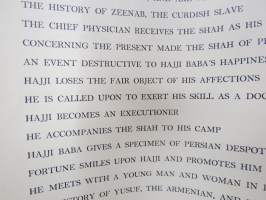 THE HISTORY OF ZEENAB, THE CURDISH SLAVE
THE CHIEF PHYSICIAN RECEIVES THE SHAH AS HIS
CONCERNING THE PRESENT MADE THE SHAH OF PE
AN EVENT DESTRUCTIVE TO HAJJI BABA'S HAPPINES
HAJJI LOSES THE FAIR OBJECT OF HIS AFFECTIONS
HE IS CALLED UPON TO EXERT HIS SKILL AS A DOC
HAJJI BECOMES AN EXECUTIONER
HE ACCOMPANIES THE SHAH TO HIS CAMP
HAJJI BABA GIVES A SPECIMEN OF PERSIAN DESPOT
FORTUNE SMILES UPON HAJJI AND PROMOTES HIM
HE MEETS WITH A YOUNG MAN AND WOMAN IN D
HISTORY OF YUSUF, THE ARMENIAN, AND